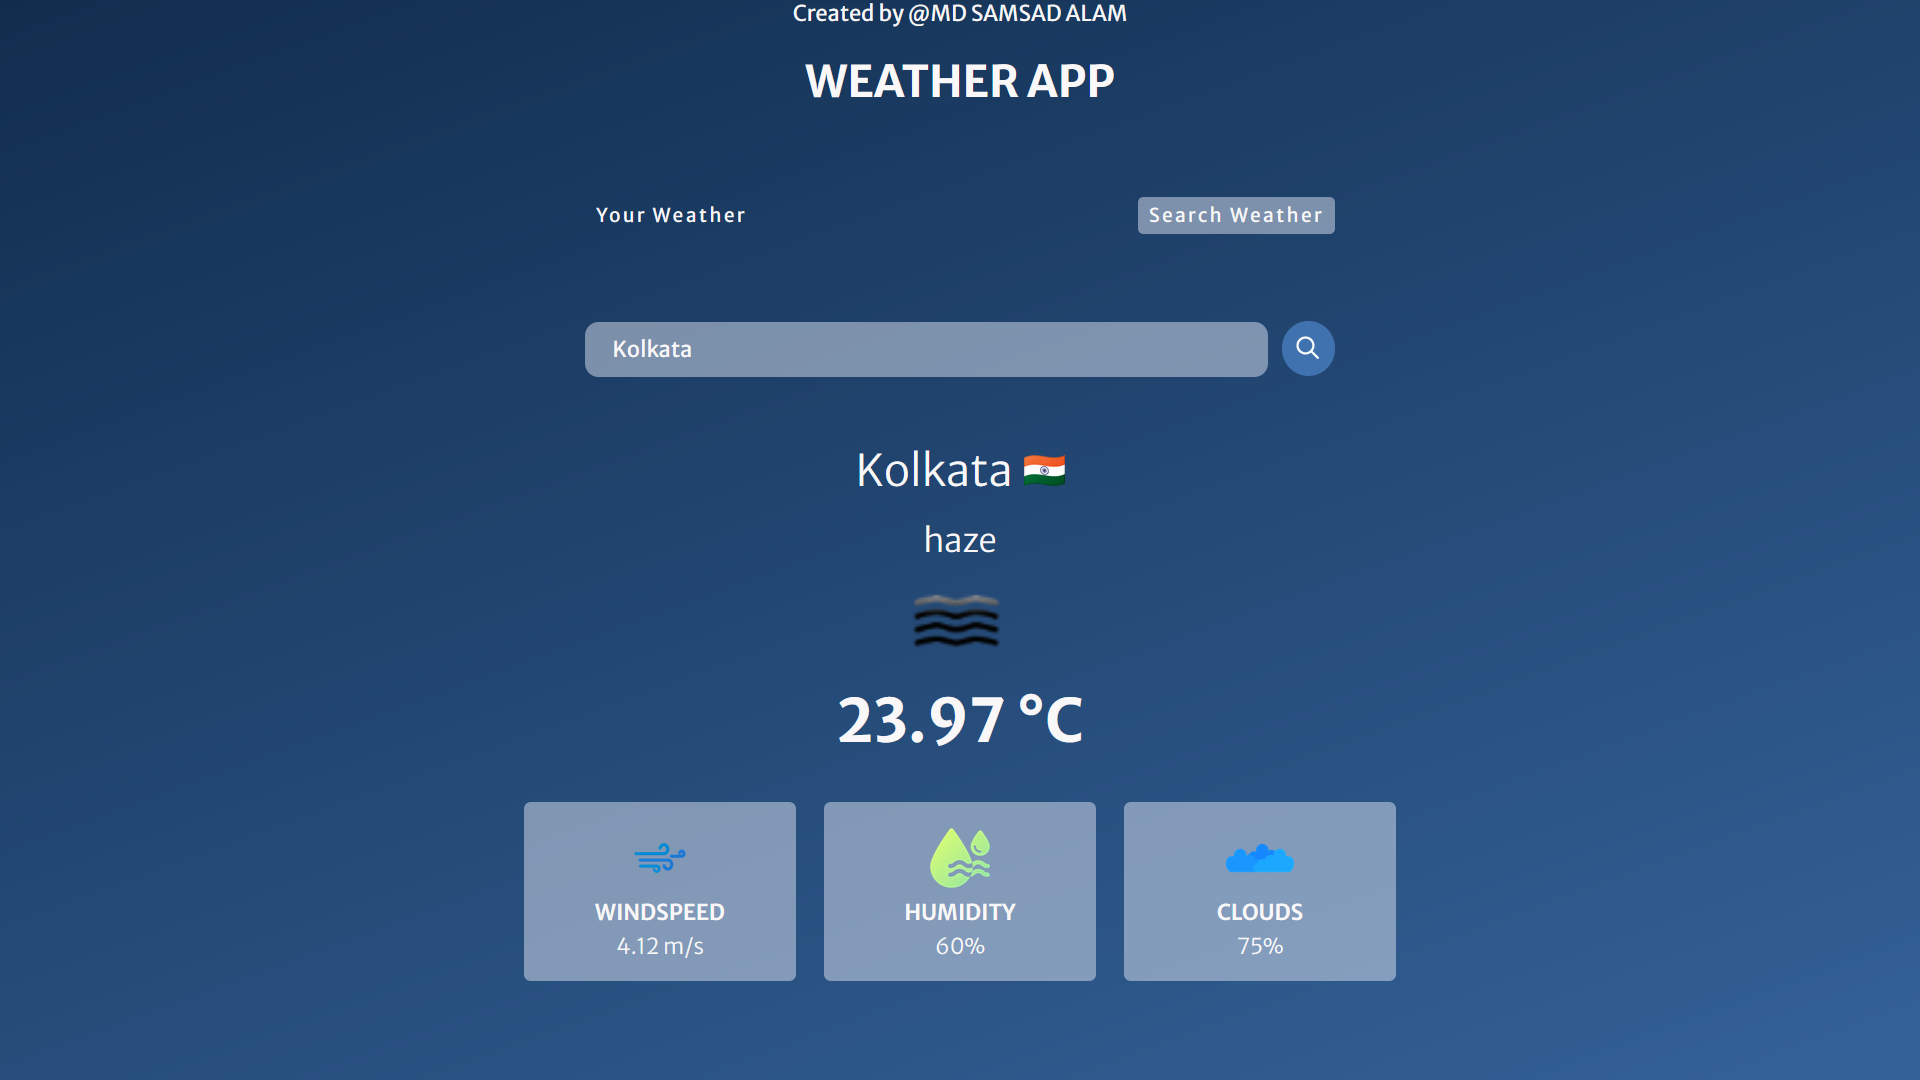 Created by @MD SAMSAD ALAM
WEATHER APP
Your Weather
Search Weather
Kolkata
Kolkata
haze
23.97 °C
WINDSPEED
4.12 m/s
HUMIDITY
60%
CLOUDS
75%